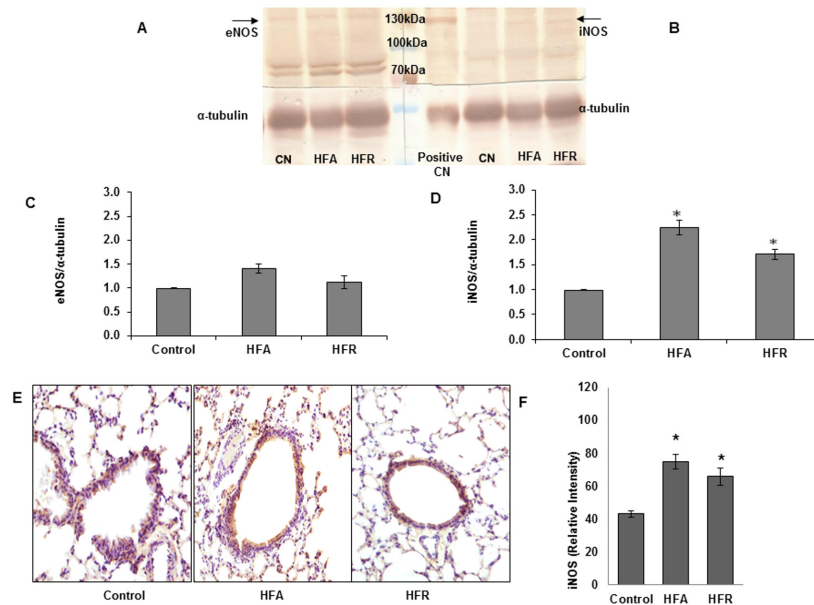 A
eNOS
130kDa
100kDa
70kDa
iNOS
B
α-tubulin
α-tubulin
CN HFA HFR Positive CN CN HFA HFR
C
eNOS/α-tubulin
3.0
2.5
2.0
1.5
1.0
0.5
0.0
Control HFA HFR
D
iNOS/α-tubulin
3.0
2.5
2.0
1.5
1.0
0.5
0.0
*
*
Control HFA HFR
E
Control HFA HFR
F
iNOS (Relative Intensity)
120
100
80
60
40
20
0
*
*
Control HFA HFR